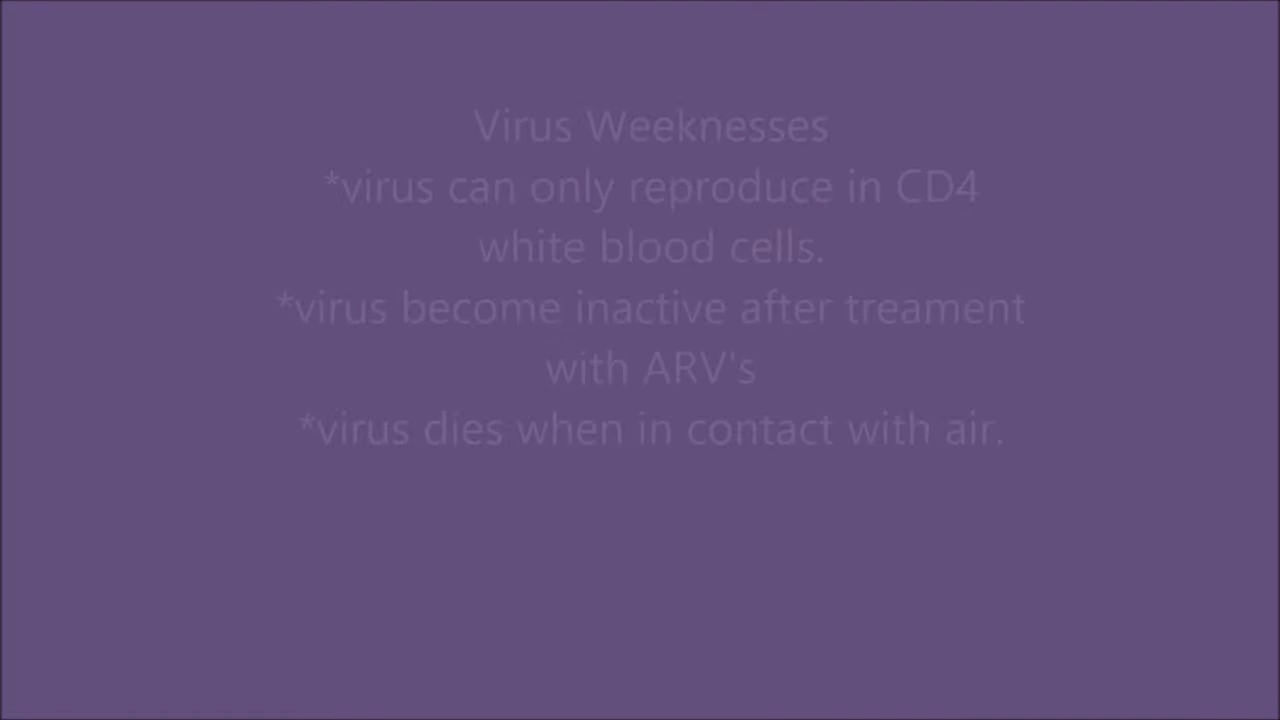 Virus Weeknesses
*virus can only reproduce in CD4
white blood cells.
*virus become inactive after treament
with ARV's
*virus dies when in contact with air.